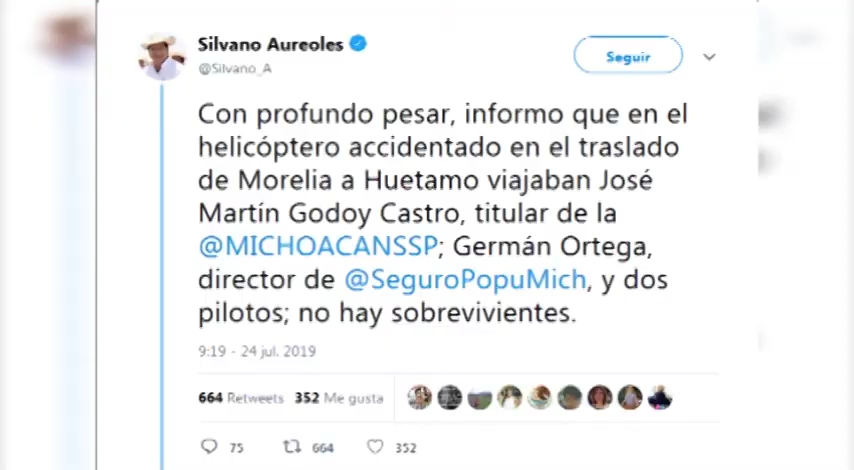 Silvano Aureoles
@Silvano_A
Seguir
Con profundo pesar, informo que en el
helicóptero accidentado en el traslado
de Morelia a Huetamo viajaban José
Martín Godoy Castro, titular de la
@MICHOACANSSP; Germán Ortega,
director de @SeguroPopuMich, y dos
pilotos; no hay sobrevivientes.
9:19 - 24 jul. 2019
664 Retweets 352 Me gusta
75 664 352